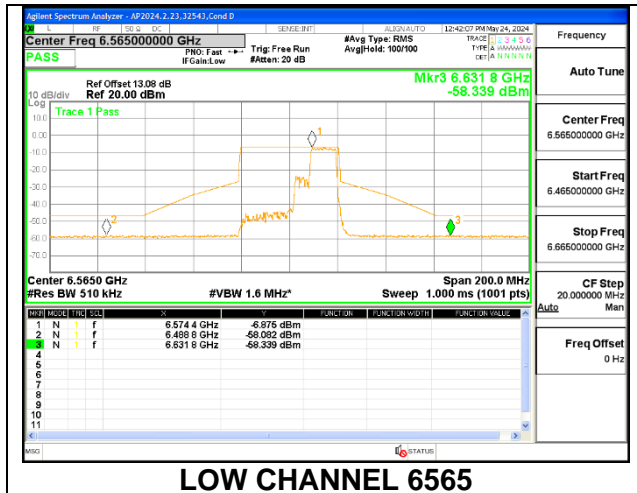 Agilent Spectrum Analyzer - AP2024.2.23,32543,Cond D
L RF 50 Ω DC SENSE:INT ALIGN AUTO 12:42:07 PM May 24, 2024
Center Freq 6.565000000 GHz
PNO: Fast
IFGain:Low
Trig: Free Run
#Atten: 20 dB
#Avg Type: RMS
Avg|Hold: 100/100
TRACE 1 2 3 4 5 6
TYPE A
DET A N N N N N
PASS
Ref Offset 13.08 dB
10 dB/div Ref 20.00 dBm
Log
Mkr3 6.631 8 GHz
-58.339 dBm
Trace 1 Pass
10.0
0.00
-10.0
-20.0
-30.0
-40.0
-50.0
-60.0
-70.0
1
2
3
Center 6.5650 GHz Span 200.0 MHz
#Res BW 510 kHz #VBW 1.6 MHz* Sweep 1.000 ms (1001 pts)
MKR MODE TRC SCL X Y FUNCTION FUNCTION WIDTH FUNCTION VALUE
1 N 1 f 6.574 4 GHz -6.875 dBm
2 N 1 f 6.488 8 GHz -58.082 dBm
3 N 1 f 6.631 8 GHz -58.339 dBm
4
5
6
7
8
9
10
11
MSG STATUS
Frequency
Auto Tune
Center Freq
6.565000000 GHz
Start Freq
6.465000000 GHz
Stop Freq
6.665000000 GHz
CF Step
20.000000 MHz
Auto Man
Freq Offset
0 Hz
LOW CHANNEL 6565